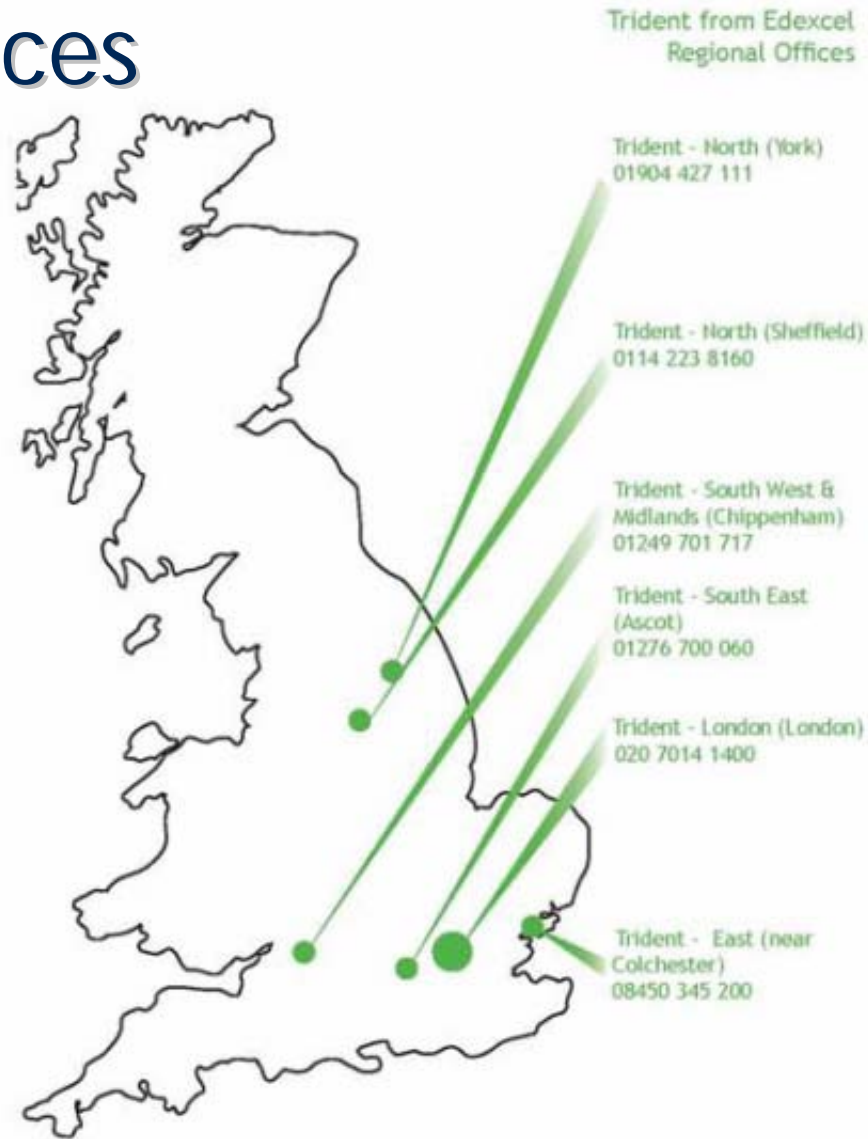 ces
Trident from Edexcel
Regional Offices
Trident - North (York)
01904 427 111
Trident - North (Sheffield)
0114 223 8160
Trident - South West &
Midlands (Chippenham)
01249 701 717
Trident - South East
(Ascot)
01276 700 060
Trident - London (London)
020 7014 1400
Trident - East (near
Colchester)
08450 345 200